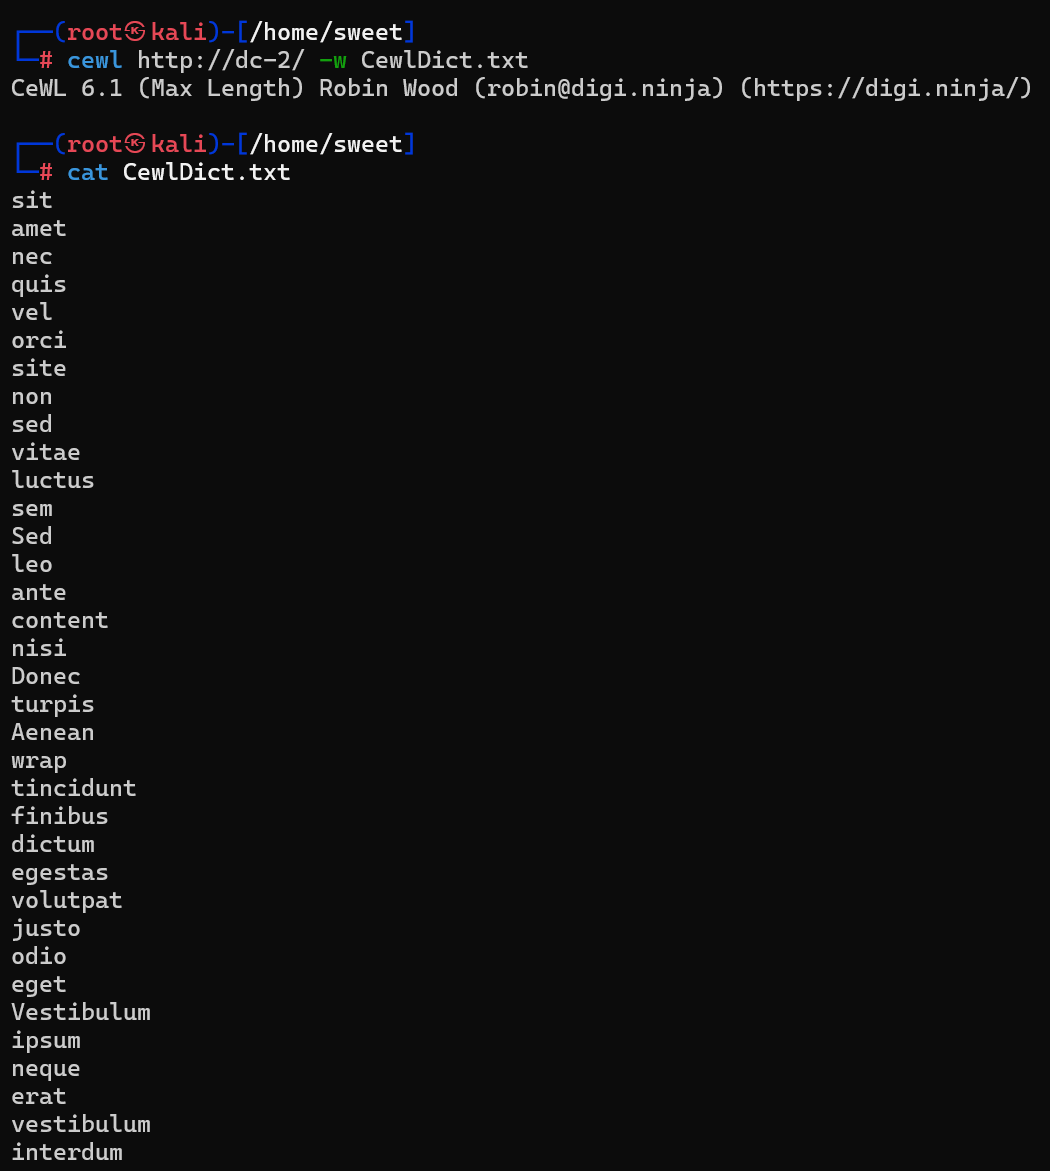 ┌──(root㉿kali)-[/home/sweet]
└─# cewl http://dc-2/ -w CewlDict.txt
CeWL 6.1 (Max Length) Robin Wood (robin@digi.ninja) (https://digi.ninja/)
┌──(root㉿kali)-[/home/sweet]
└─# cat CewlDict.txt
sit
amet
nec
quis
vel
orci
site
non
sed
vitae
luctus
sem
Sed
leo
ante
content
nisi
Donec
turpis
Aenean
wrap
tincidunt
finibus
dictum
egestas
volutpat
justo
odio
eget
Vestibulum
ipsum
neque
erat
vestibulum
interdum